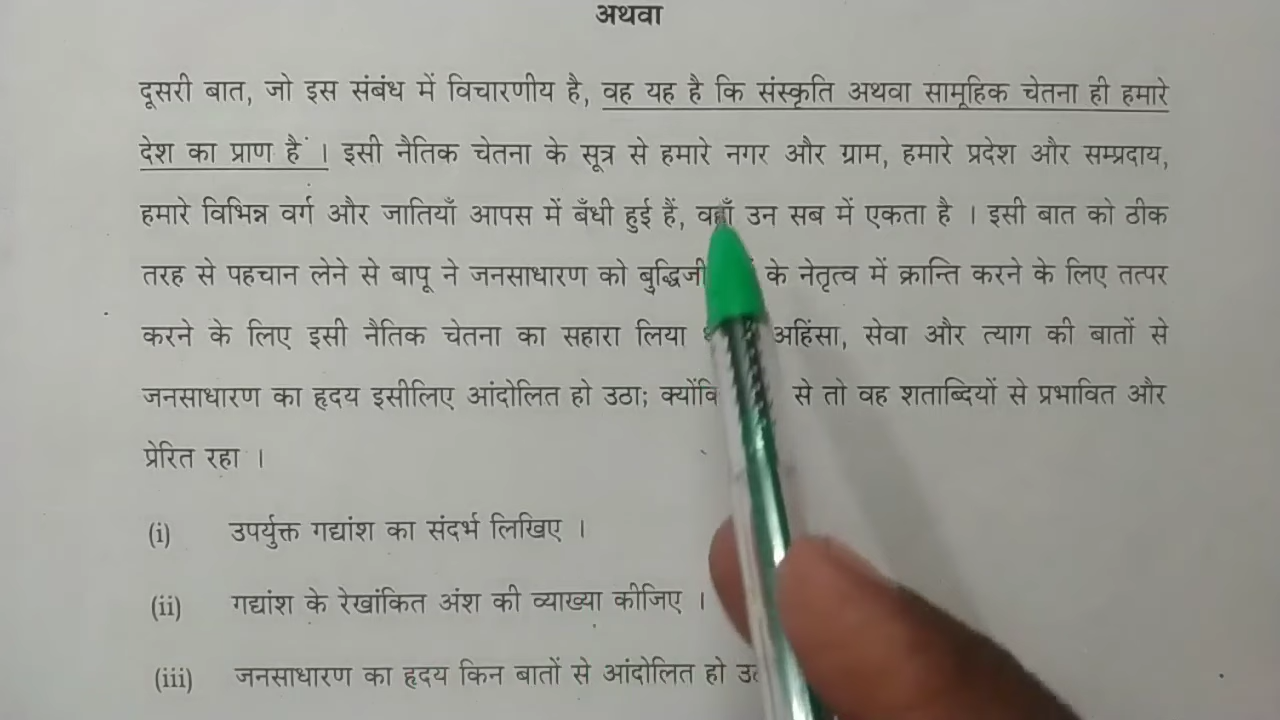 अथवा
दूसरी बात, जो इस संबंध में विचारणीय है, वह यह है कि संस्कृति अथवा सामूहिक चेतना ही हमारे
देश का प्राण हैं । इसी नैतिक चेतना के सूत्र से हमारे नगर और ग्राम, हमारे प्रदेश और सम्प्रदाय,
हमारे विभिन्न वर्ग और जातियाँ आपस में बँधी हुई हैं, वहाँ उन सब में एकता है । इसी बात को ठीक
तरह से पहचान लेने से बापू ने जनसाधारण को के नेतृत्व में क्रान्ति करने के लिए तत्पर
करने के लिए इसी नैतिक चेतना का सहारा लिया अहिंसा, सेवा और त्याग की बातों से
जनसाधारण का हृदय इसीलिए आंदोलित हो उठा; से तो वह शताब्दियों से प्रभावित और
प्रेरित रहा ।
(i) उपर्युक्त गद्यांश का संदर्भ लिखिए ।
(ii) गद्यांश के रेखांकित अंश की व्याख्या कीजिए ।
(iii) जनसाधारण का हृदय किन बातों से आंदोलित हो